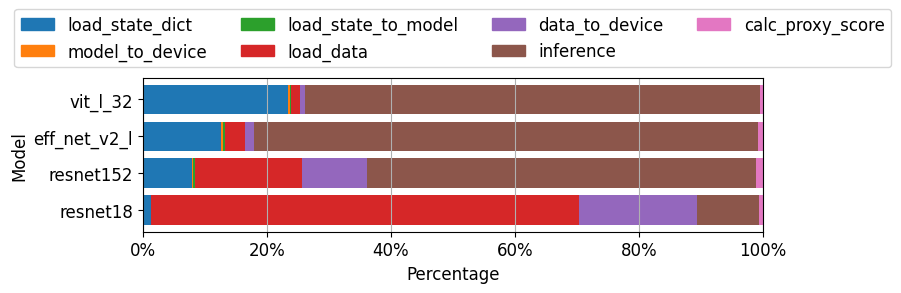 load_state_dict load_state_to_model data_to_device calc_proxy_score
model_to_device load_data inference
Model
vit_l_32
eff_net_v2_l
resnet152
resnet18
0% 20% 40% 60% 80% 100%
Percentage